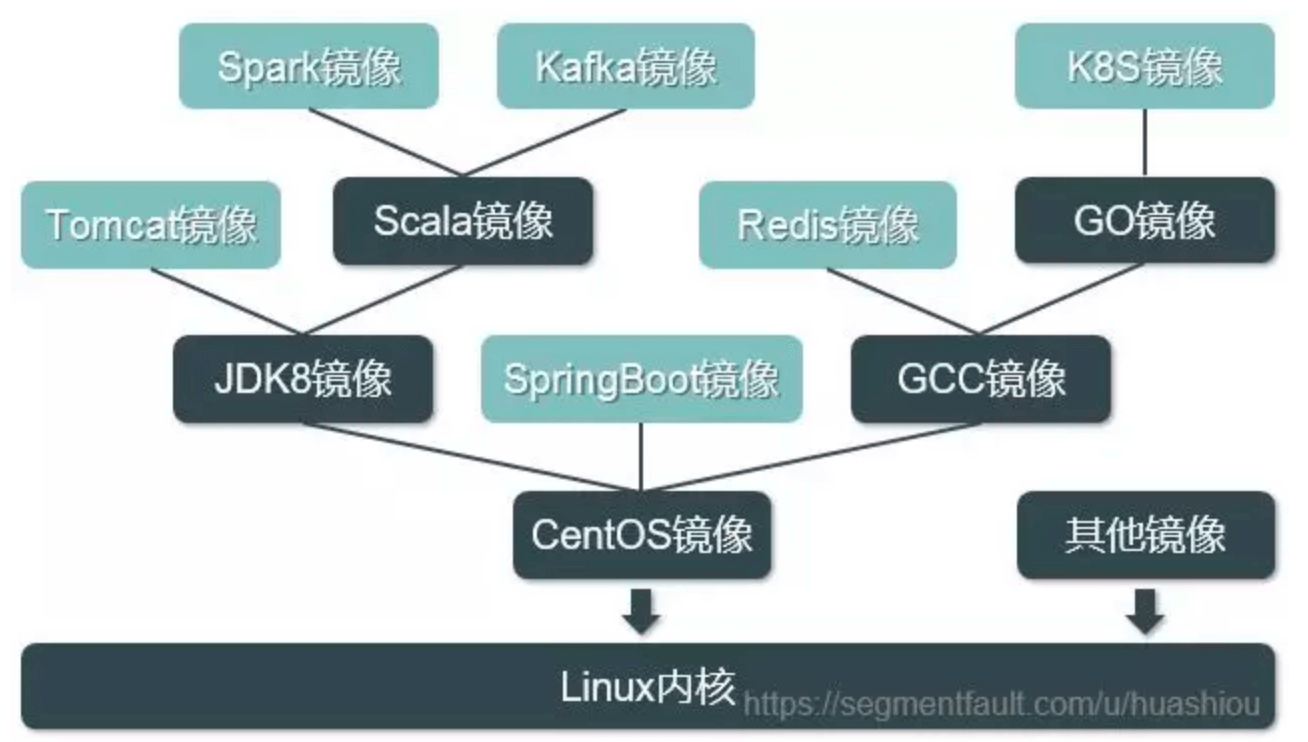 Spark镜像
Kafka镜像
K8S镜像
Tomcat镜像
Scala镜像
Redis镜像
GO镜像
JDK8镜像
SpringBoot镜像
GCC镜像
CentOS镜像
其他镜像
Linux内核
https://segmentfault.com/u/huashiou